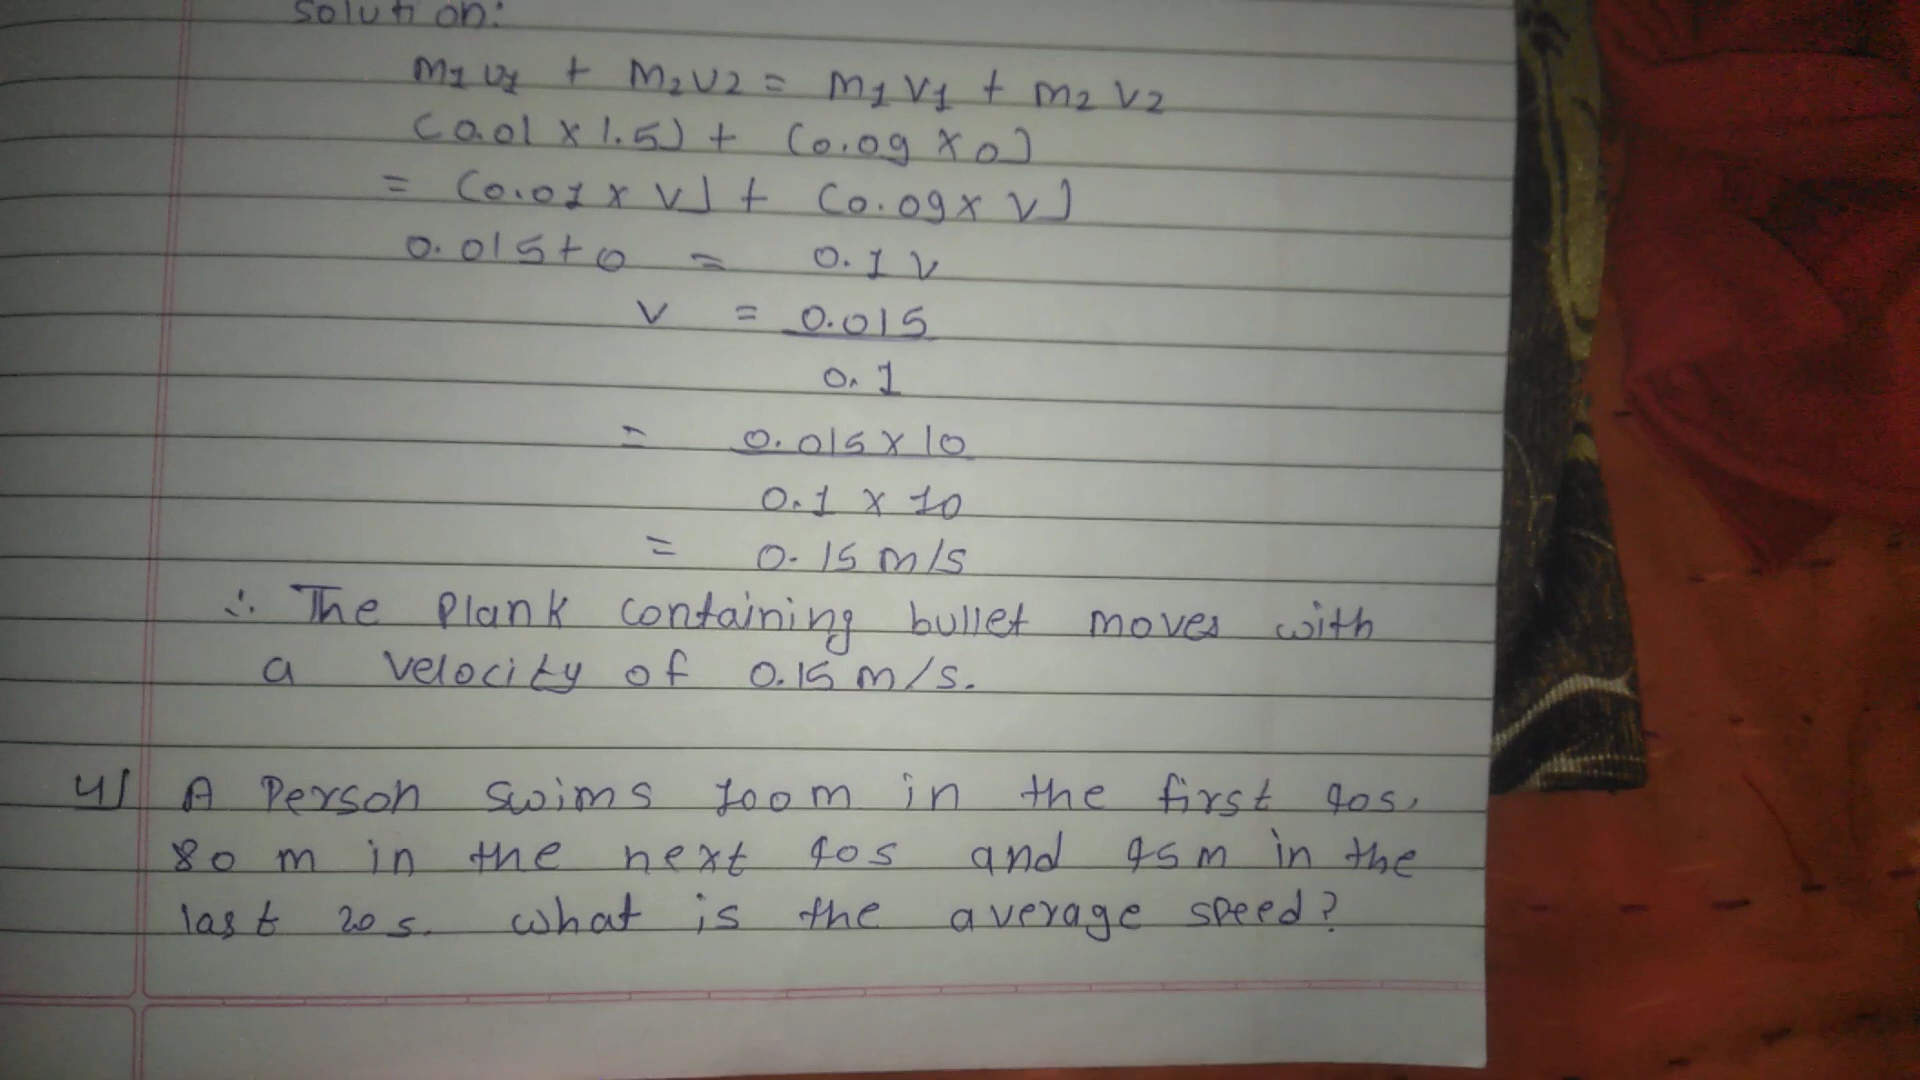 Solution:
m1 u1 + m2 u2 = m1 v1 + m2 v2
(0.01 x 1.5) + (0.09 x 0)
= (0.01 x v) + (0.09 x v)
0.015 + 0 = 0.1 v
v = 0.015
0.1
= 0.015 x 10
0.1 x 10
= 0.15 m/s
∴ The plank containing bullet moves with
a velocity of 0.15 m/s.
4) A person swims 100 m in the first 40s,
80 m in the next 40s and 45 m in the
last 20 s. what is the average speed?